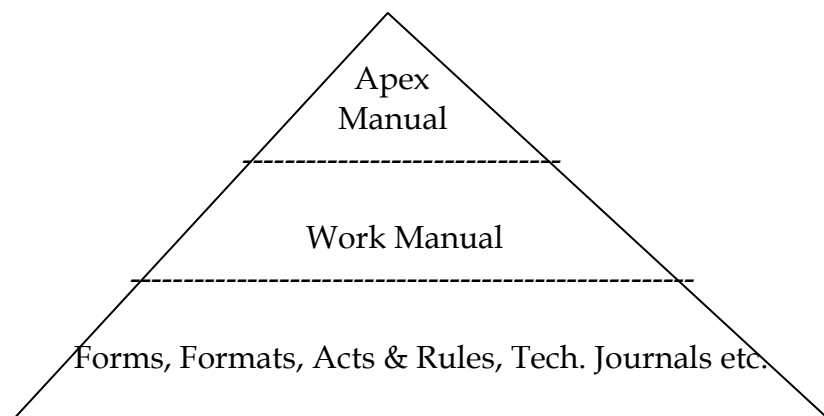 Apex
Manual
Work Manual
Forms, Formats, Acts & Rules, Tech. Journals etc.